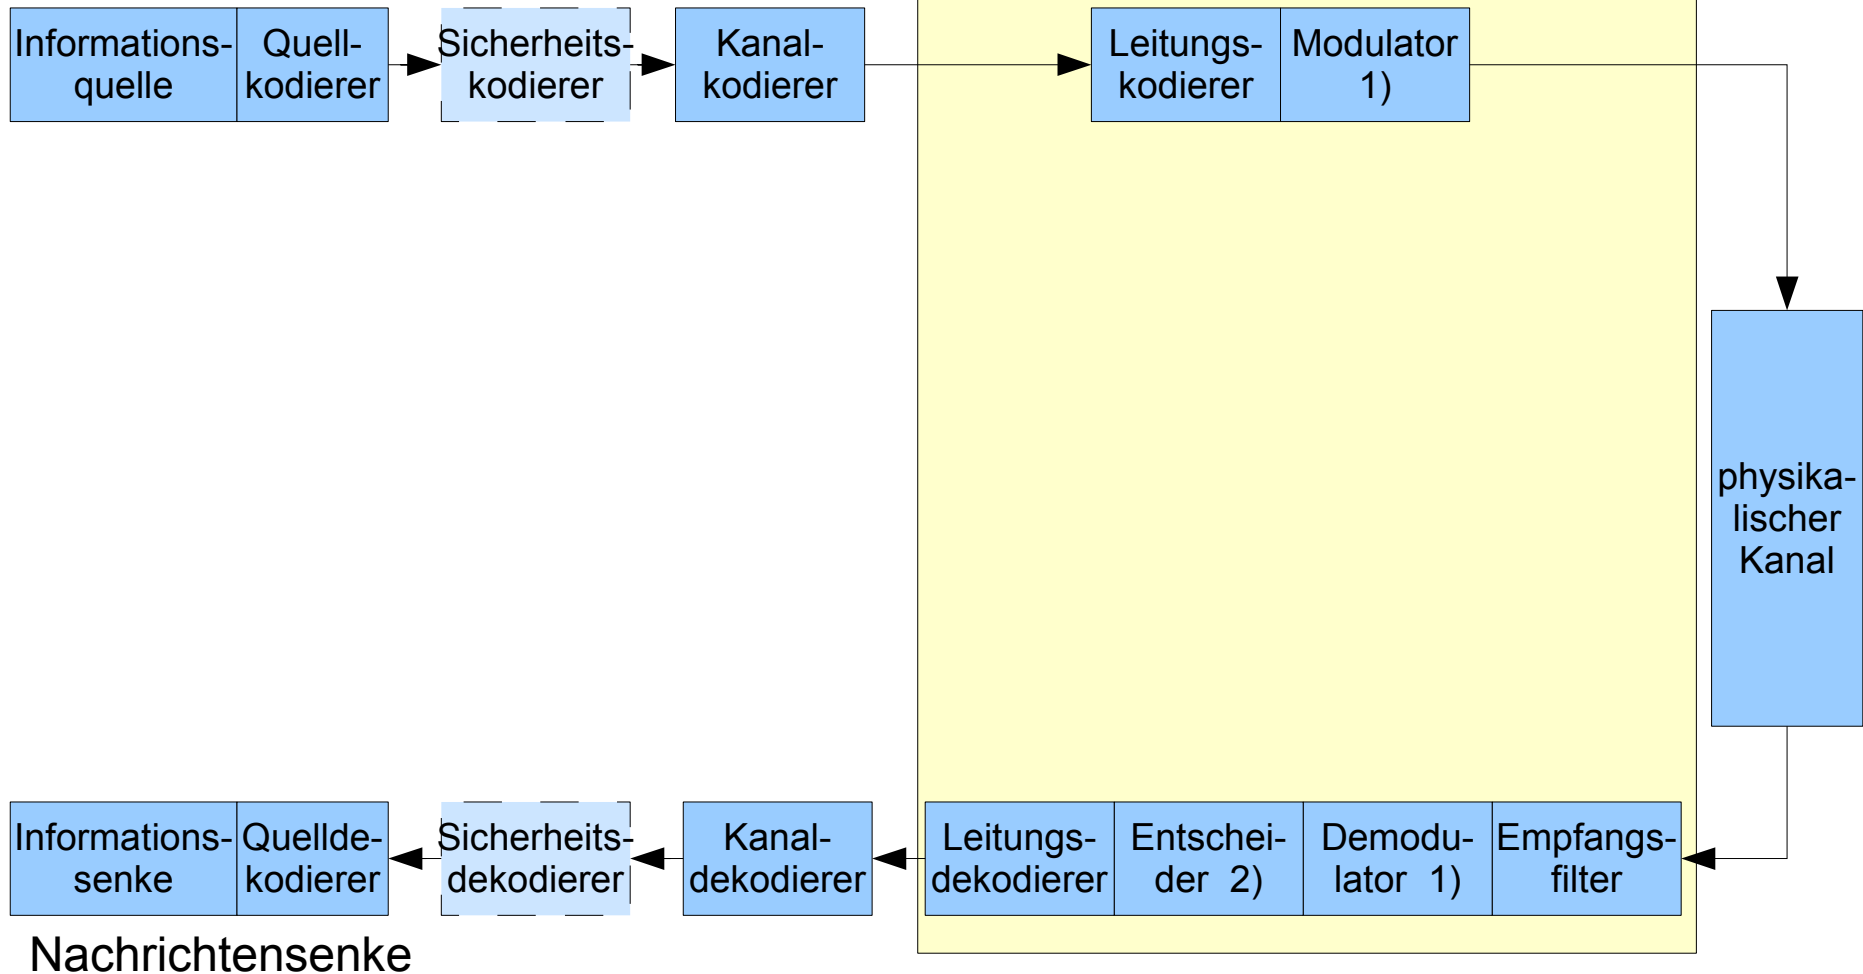 Informations-
quelle
Quell-
kodierer
Sicherheits-
kodierer
Kanal-
kodierer
Leitungs-
kodierer
Modulator
1)
physika-
lischer
Kanal
Informations-
senke
Quellde-
kodierer
Sicherheits-
dekodierer
Kanal-
dekodierer
Leitungs-
dekodierer
Entschei-
der 2)
Demodu-
lator 1)
Empfangs-
filter
Nachrichtensenke